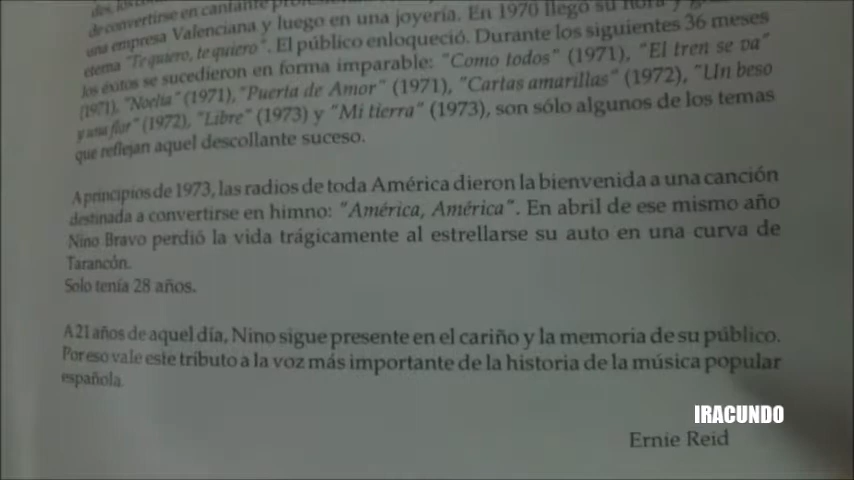 de convertirse en cantante
una empresa Valenciana y luego en una joyería. En 1970 llegó su hora y
etema "Te quiero, te quiero". El público enloqueció. Durante los siguientes 36 meses
los éxitos se sucedieron en forma imparable: "Como todos" (1971), "El tren se va"
(1971), "Noelia" (1971), "Puerta de Amor" (1971), "Cartas amarillas" (1972), "Un beso
y una flor" (1972), "Libre" (1973) y "Mi tierra" (1973), son sólo algunos de los temas
que reflejan aquel descollante suceso.
A principios de 1973, las radios de toda América dieron la bienvenida a una canción
destinada a convertirse en himno: "América, América". En abril de ese mismo año
Nino Bravo perdió la vida trágicamente al estrellarse su auto en una curva de
Tarancón.
Solo tenía 28 años.
A 21 años de aquel día, Nino sigue presente en el cariño y la memoria de su público.
Por eso vale este tributo a la voz más importante de la historia de la música popular
española.
IRACUNDO
Ernie Reid